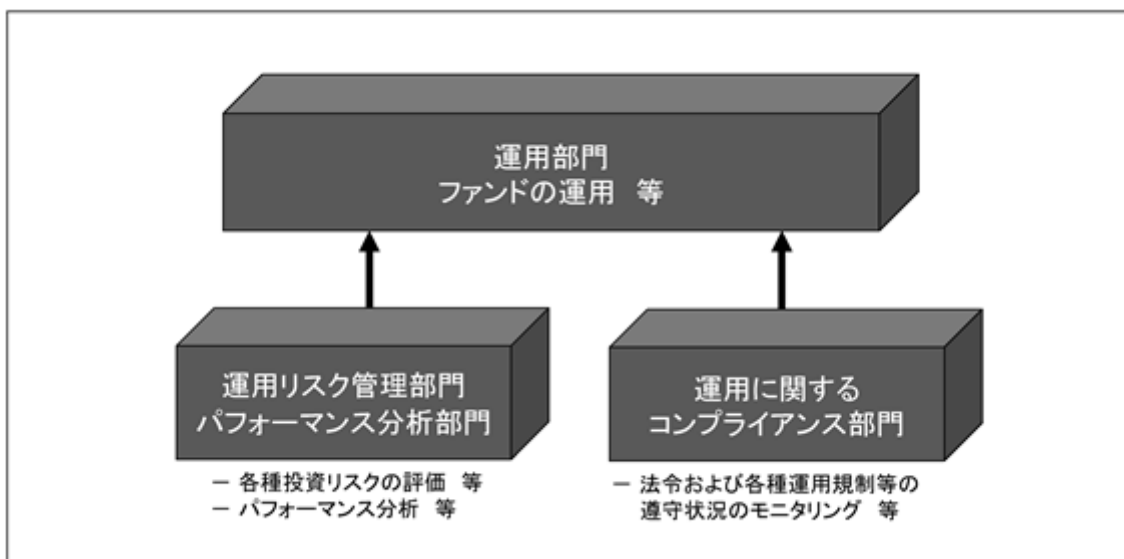 運用部門
ファンドの運用 等
運用リスク管理部門
パフォーマンス分析部門
運用に関する
コンプライアンス部門
－ 各種投資リスクの評価 等
－ パフォーマンス分析 等
－ 法令および各種運用規制等の
遵守状況のモニタリング 等